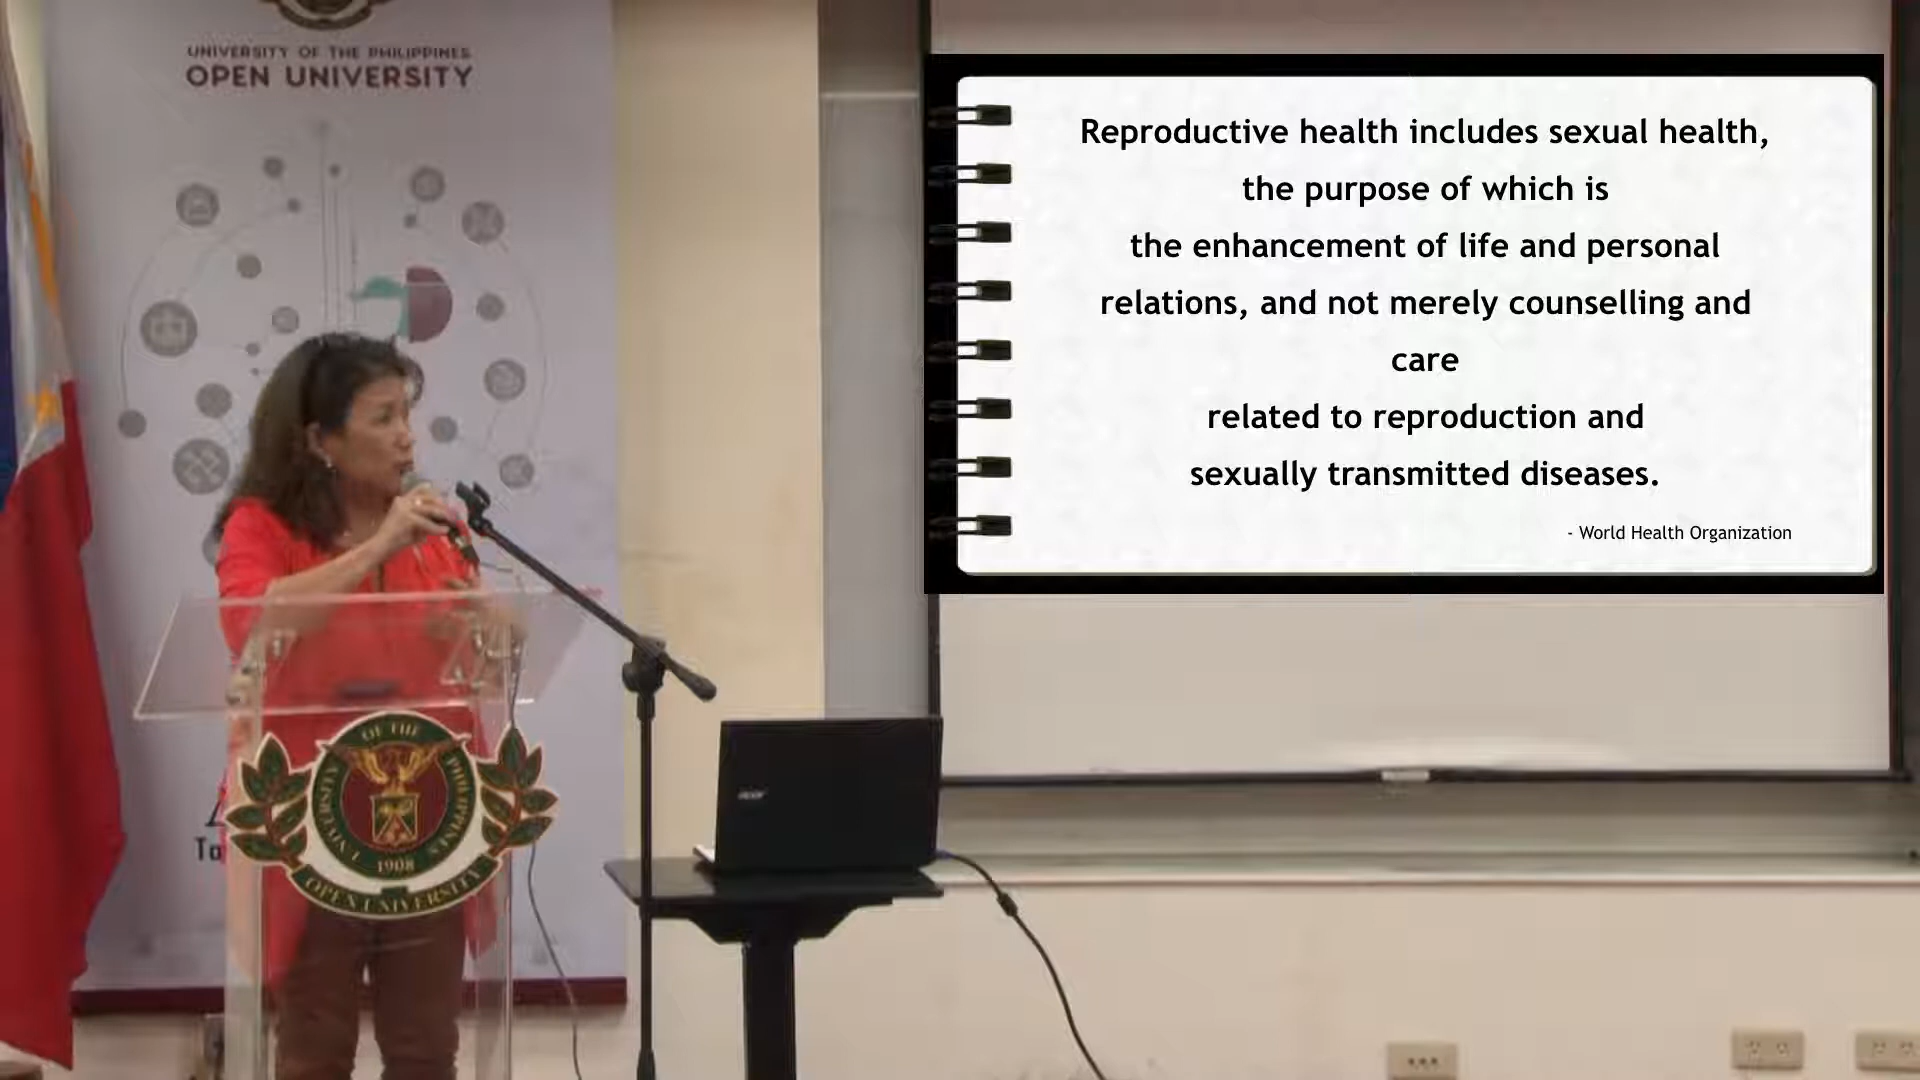 UNIVERSITY OF THE PHILIPPINES
OPEN UNIVERSITY
Reproductive health includes sexual health,
the purpose of which is
the enhancement of life and personal
relations, and not merely counselling and
care
related to reproduction and
sexually transmitted diseases.
- World Health Organization
acer
To
UNIVERSITY OF THE PHILIPPINES
1908
OPEN UNIVERSITY